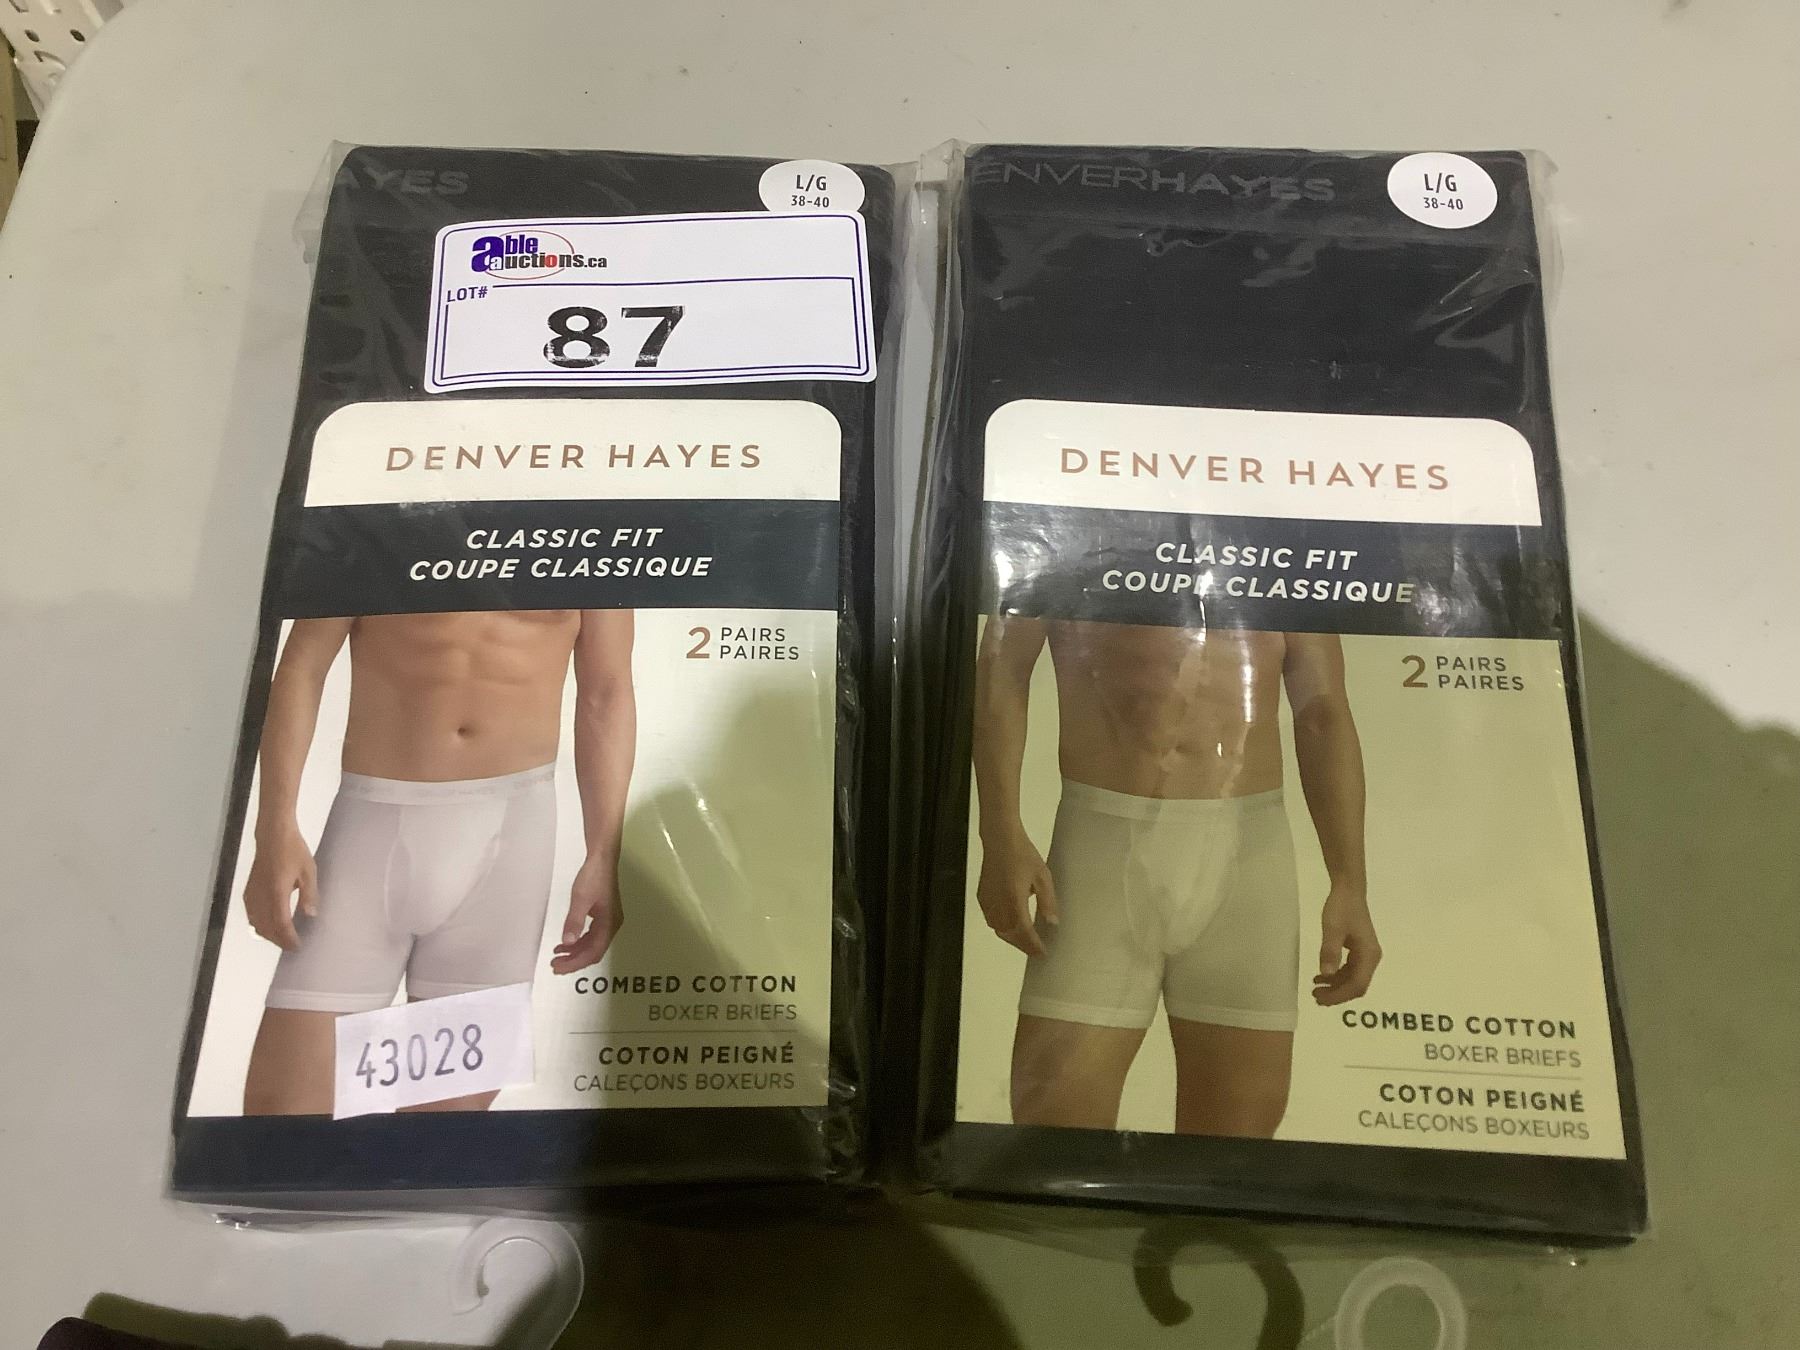 AYES
L/G
38-40
able
auctions.ca
LOT#
87
DENVER HAYES
CLASSIC FIT
COUPE CLASSIQUE
2 PAIRS
PAIRES
COMBED COTTON
BOXER BRIEFS
COTON PEIGNÉ
CALEÇONS BOXEURS
43028
ENVERHAYES
L/G
38-40
DENVER HAYES
CLASSIC FIT
COUPE CLASSIQUE
2 PAIRS
PAIRES
COMBED COTTON
BOXER BRIEFS
COTON PEIGNÉ
CALEÇONS BOXEURS